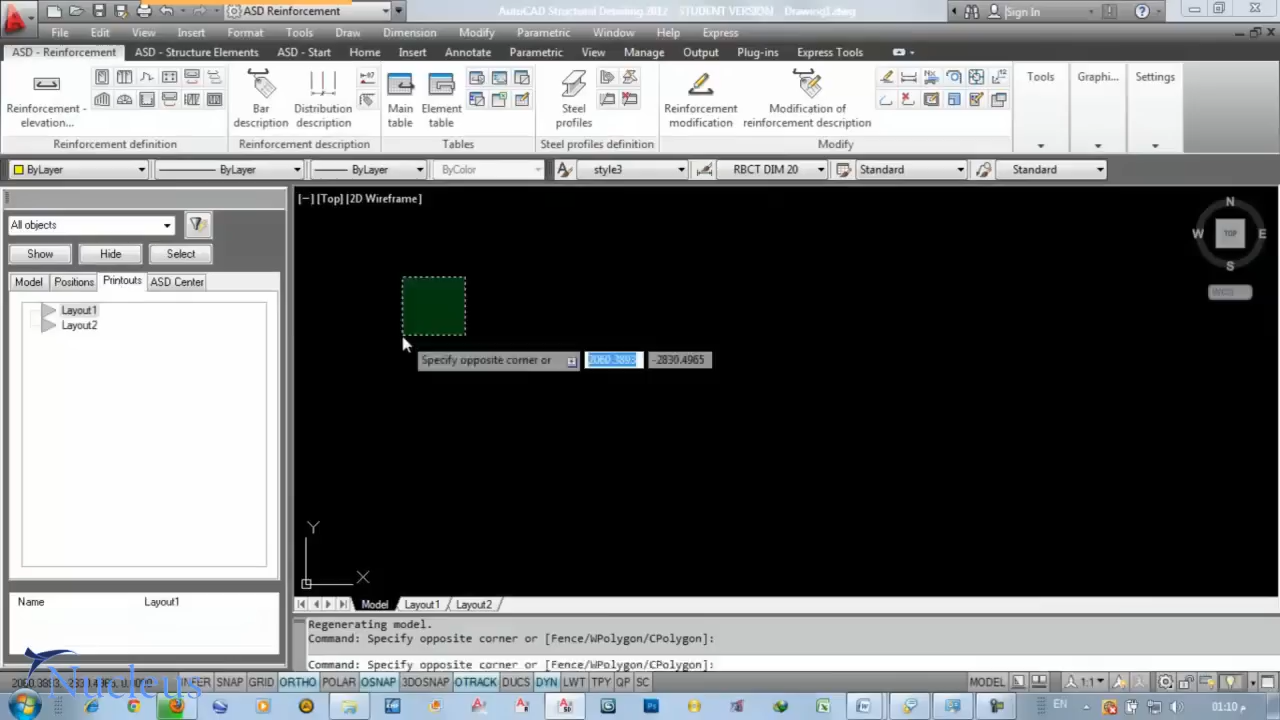 ASD Reinforcement
AutoCAD Structural Detailing 2012 STUDENT VERSION Drawing1.dwg
Sign In
File Edit View Insert Format Tools Draw Dimension Modify Parametric Window Help Express
ASD - Reinforcement ASD - Structure Elements ASD - Start Home Insert Annotate Parametric View Manage Output Plug-ins Express Tools
Reinforcement - elevation...
Bar description
Distribution description
Main table
Element table
Steel profiles
Reinforcement modification
Modification of reinforcement description
Tools
Graphi...
Settings
Reinforcement definition
Reinforcement description
Tables
Steel profiles definition
Modify
ByLayer
ByLayer
ByLayer
ByColor
style3
RBCT DIM 20
Standard
Standard
[−] [Top] [2D Wireframe]
All objects
Show Hide Select
Model Positions Printouts ASD Center
Layout1
Layout2
N
W TOP E
S
Specify opposite corner or 2060.3893 -2830.4965
Y
X
Name Layout1
Model Layout1 Layout2
Regenerating model.
Command: Specify opposite corner or [Fence/WPolygon/CPolygon]:
Command: Specify opposite corner or [Fence/WPolygon/CPolygon]:
Nucleus
INFER SNAP GRID ORTHO POLAR OSNAP 3DOSNAP OTRACK DUCS DYN LWT TPY QP SC
MODEL
1:1
EN
01:10 م